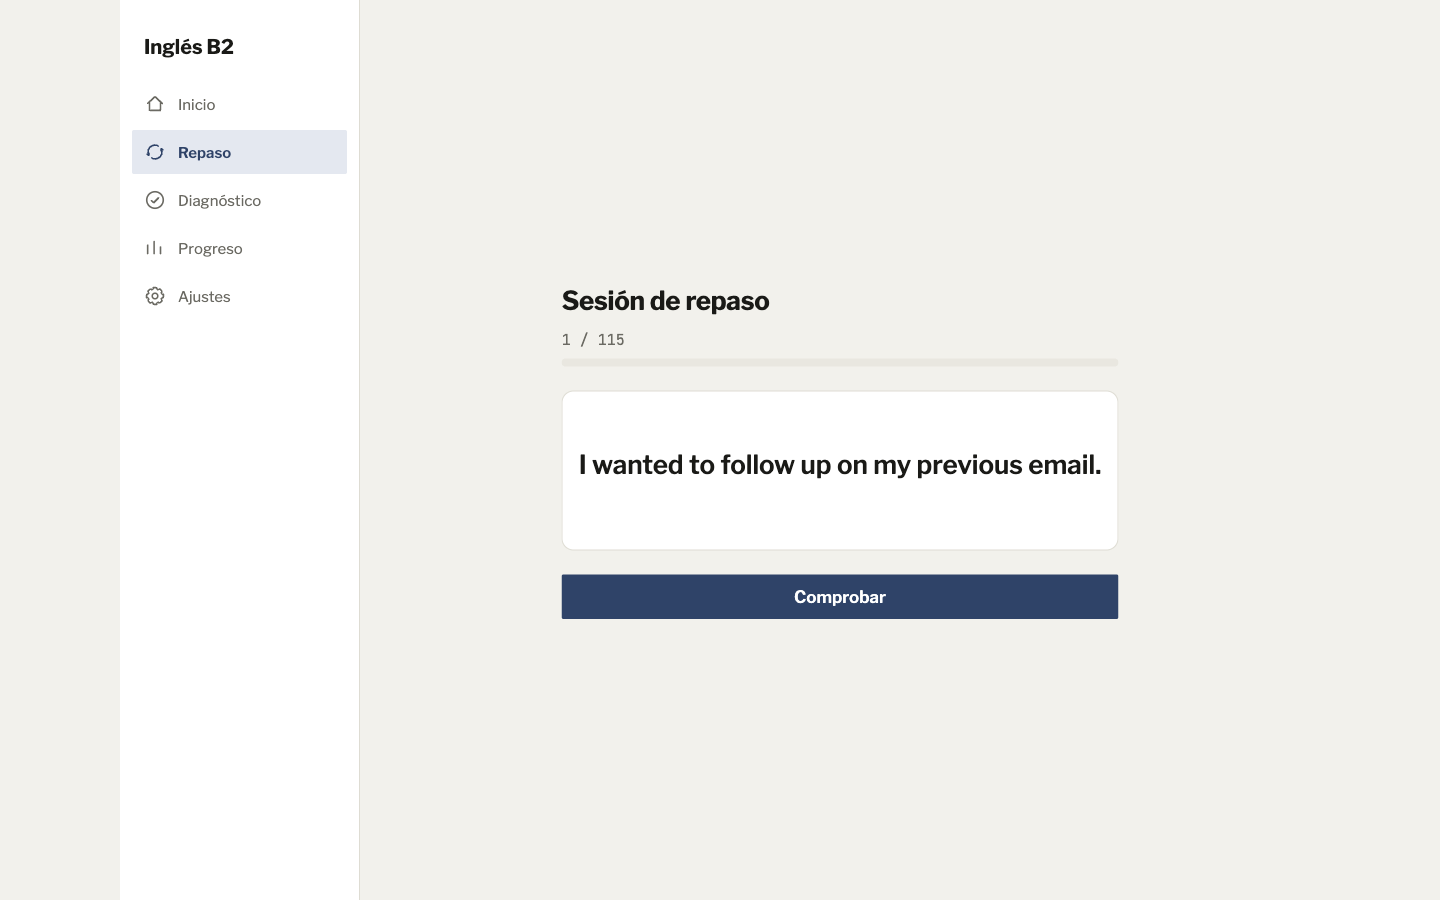 Inglés B2
Inicio
Repaso
Diagnóstico
Progreso
Ajustes
Sesión de repaso
1 / 115
I wanted to follow up on my previous email.
Comprobar